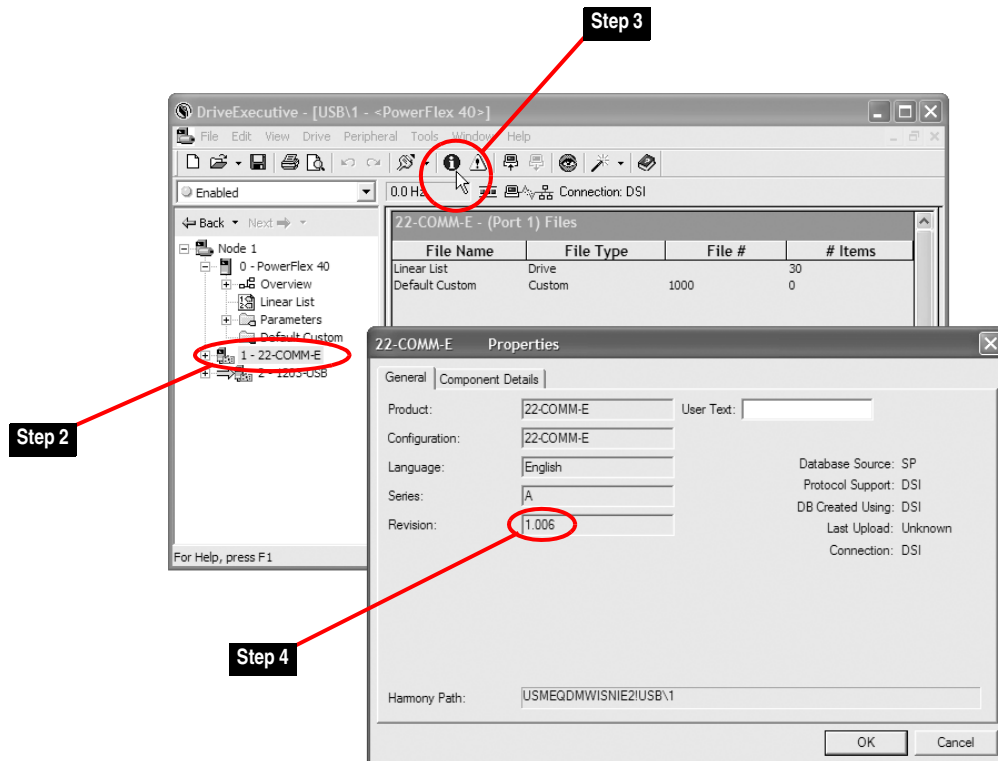 Step 3
DriveExecutive - [USB\1 - <PowerFlex 40>]
File Edit View Drive Peripheral Tools Window Help
Enabled
0.0 Hz
Connection: DSI
Back Next
22-COMM-E - (Port 1) Files
File Name File Type File # # Items
Linear List Drive 30
Default Custom Custom 1000 0
Node 1
0 - PowerFlex 40
Overview
Linear List
Parameters
Default Custom
1 - 22-COMM-E
2 - 1203-USB
Step 2
For Help, press F1
22-COMM-E Properties
General Component Details
Product: 22-COMM-E User Text:
Configuration: 22-COMM-E
Language: English
Series: A
Revision: 1.006
Database Source: SP
Protocol Support: DSI
DB Created Using: DSI
Last Upload: Unknown
Connection: DSI
Step 4
Harmony Path: USMEQDMWISNIE2!USB\1
OK Cancel